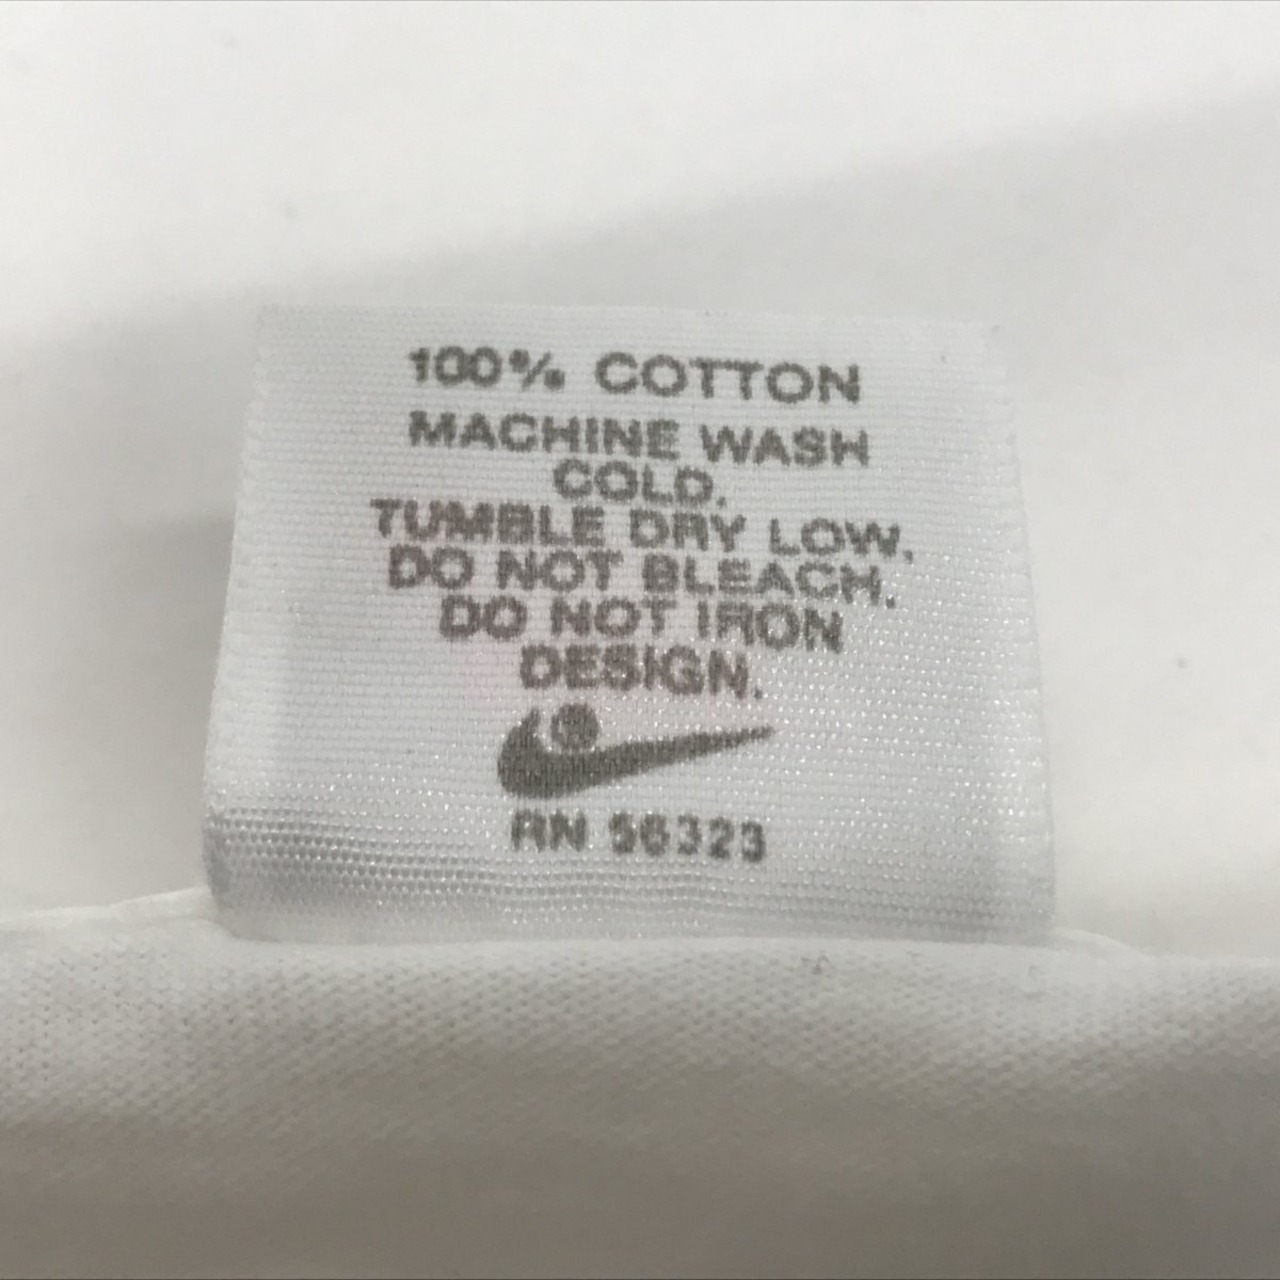 100% COTTON
MACHINE WASH
COLD.
TUMBLE DRY LOW.
DO NOT BLEACH.
DO NOT IRON
DESIGN.
RN 56323